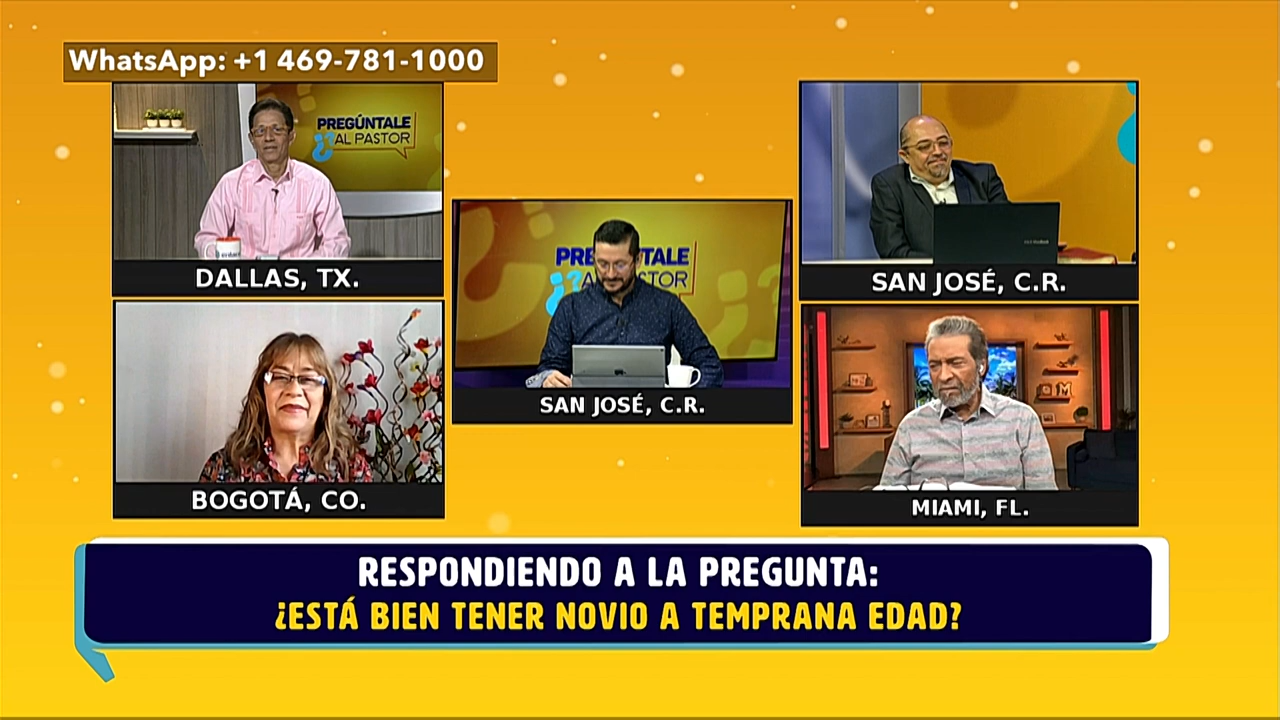 WhatsApp: +1 469-781-1000
PREGÚNTALE
AL PASTOR
DALLAS, TX.
SAN JOSÉ, C.R.
AL PASTOR
SAN JOSÉ, C.R.
BOGOTÁ, CO.
MIAMI, FL.
RESPONDIENDO A LA PREGUNTA:
¿ESTÁ BIEN TENER NOVIO A TEMPRANA EDAD?